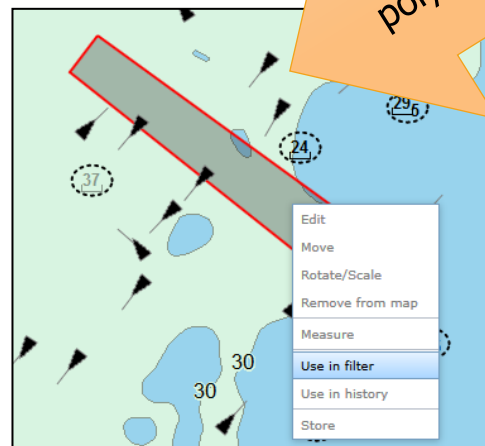 29₅
24
37
Edit
Move
Rotate/Scale
Remove from map
Measure
Use in filter
Use in history
Store
30
30